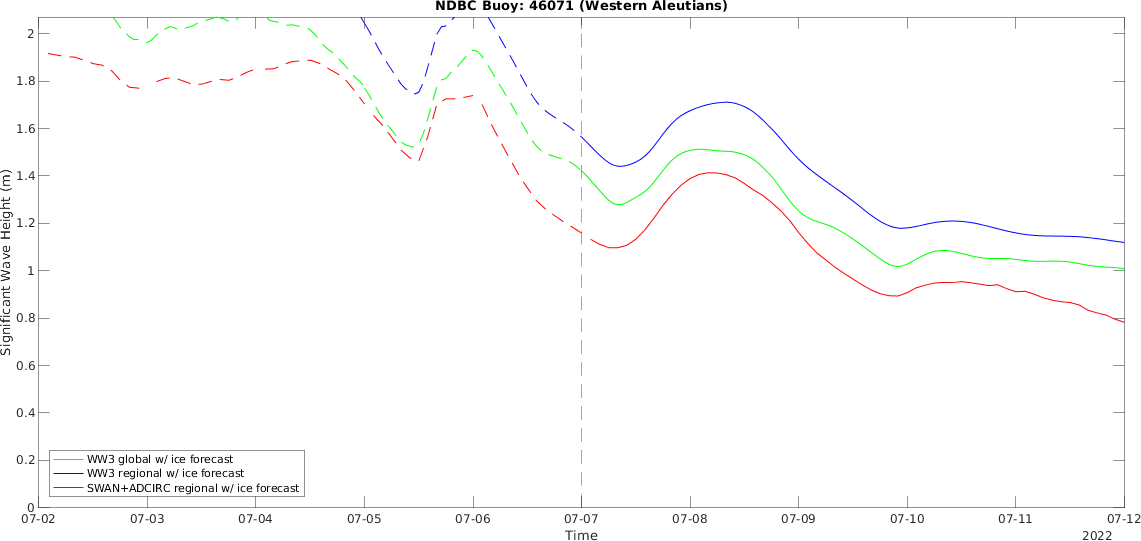 NDBC Buoy: 46071 (Western Aleutians)
Significant Wave Height (m)
2
1.8
1.6
1.4
1.2
1
0.8
0.6
0.4
0.2
0
WW3 global w/ ice forecast
WW3 regional w/ ice forecast
SWAN+ADCIRC regional w/ ice forecast
07-02 07-03 07-04 07-05 07-06 07-07 07-08 07-09 07-10 07-11 07-12
Time
2022